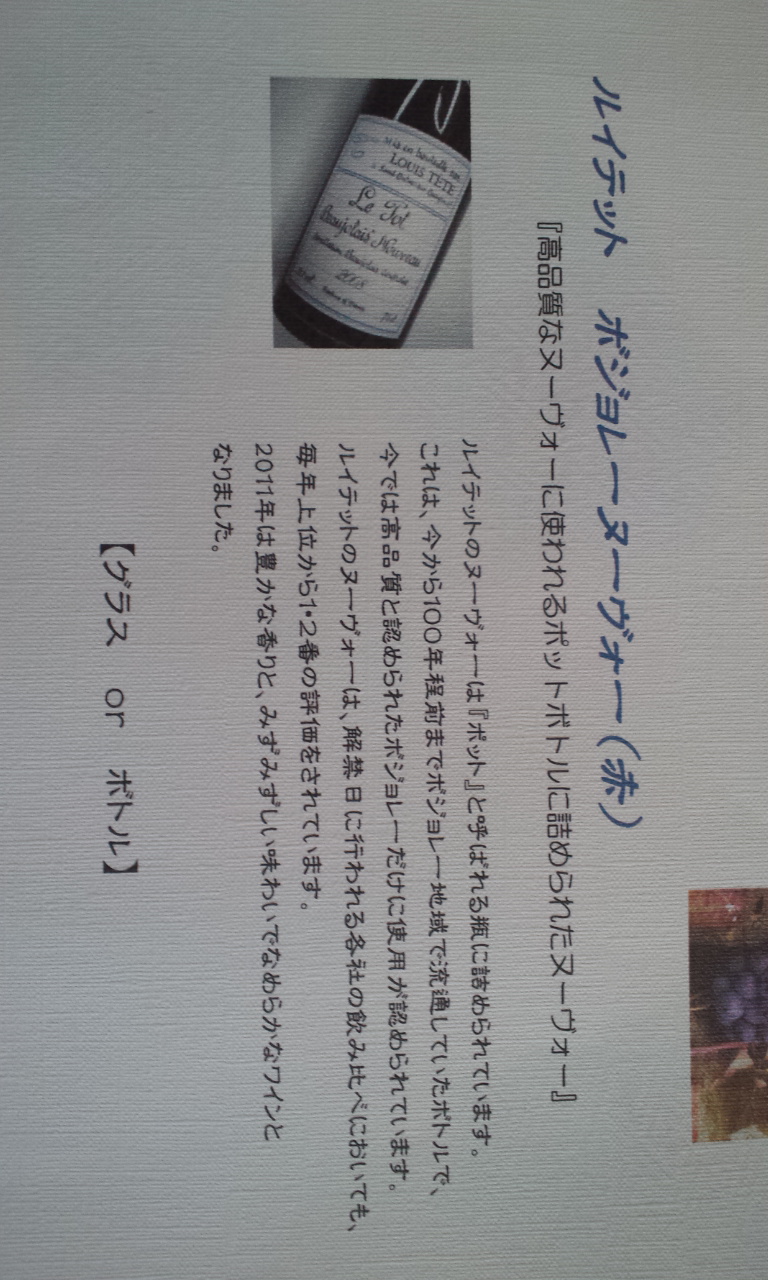 ルイテット　ボジョレーヌーヴォー（赤）
『高品質なヌーヴォーに使われるポットボトルに詰められたヌーヴォー』
Mis en bouteille
LOUIS TÊTE
Le Pot
Beaujolais Nouveau
2008
ルイテットのヌーヴォーは『ポット』と呼ばれる瓶に詰められています。
これは、今から100年程前までボジョレー地域で流通していたボトルで、
今では高品質と認められたボジョレーだけに使用が認められています。
ルイテットのヌーヴォーは、解禁日に行われる各社の飲み比べにおいても、
毎年上位から1・2番の評価をされています。
2011年は豊かな香りと、みずみずしい味わいでなめらかなワインと
なりました。
【グラス　or　ボトル】